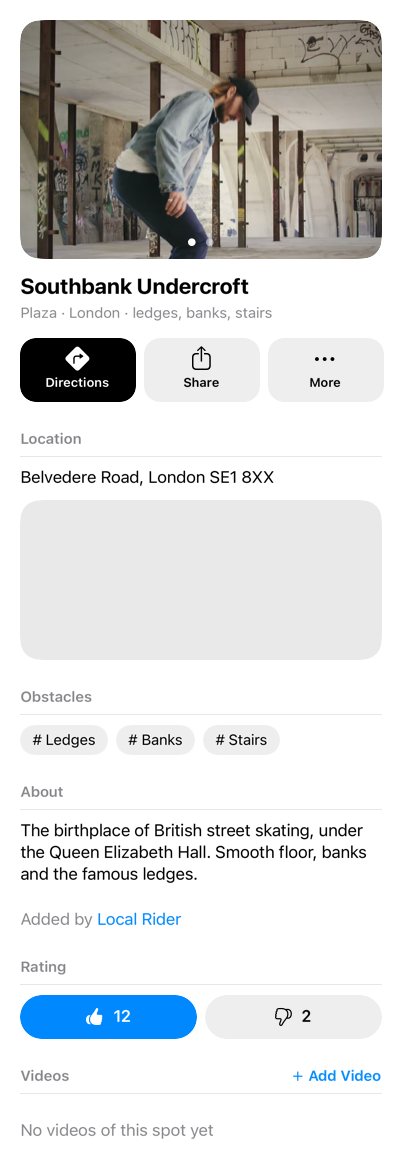 Southbank Undercroft
Plaza · London · ledges, banks, stairs
Directions
Share
More
Location
Belvedere Road, London SE1 8XX
Obstacles
# Ledges
# Banks
# Stairs
About
The birthplace of British street skating, under
the Queen Elizabeth Hall. Smooth floor, banks
and the famous ledges.
Added by Local Rider
Rating
12
2
Videos
+ Add Video
No videos of this spot yet